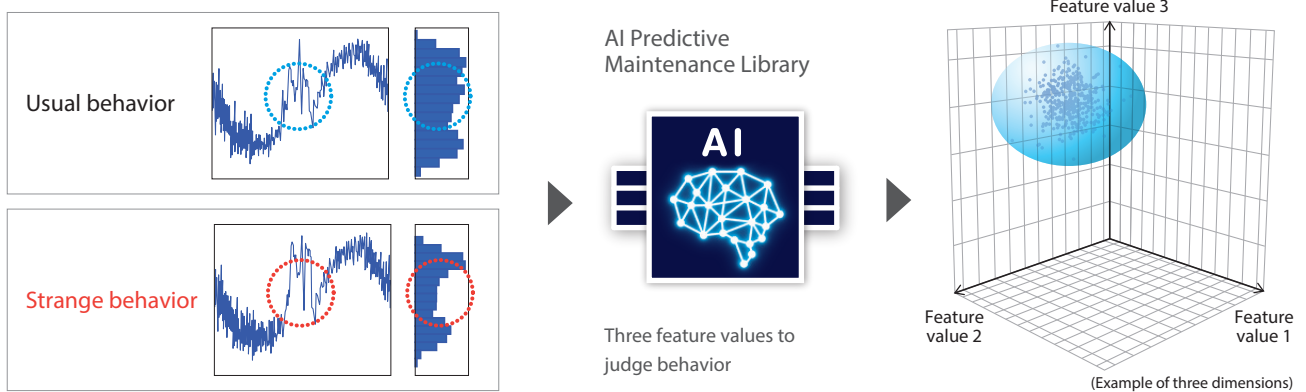 Usual behavior
Strange behavior
AI Predictive
Maintenance Library
AI
Three feature values to
judge behavior
Feature value 3
Feature
value 2
Feature
value 1
(Example of three dimensions)